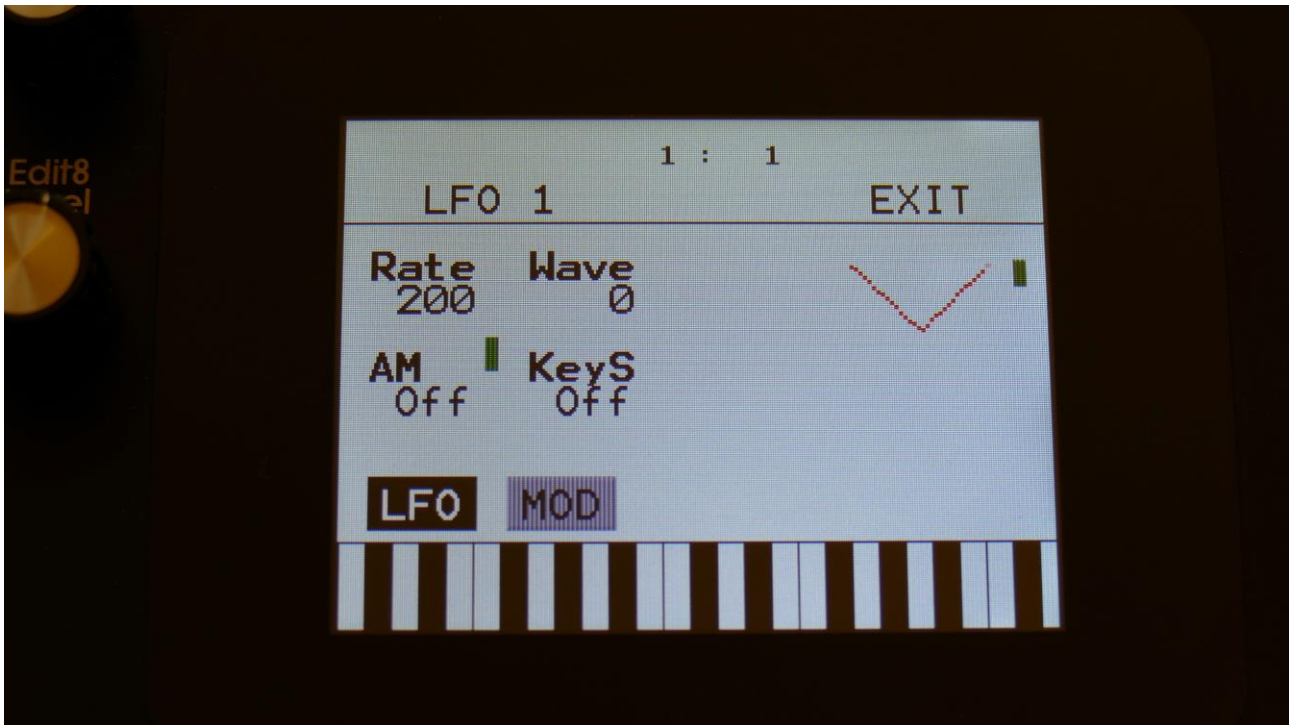 Edit8
1 : 1
LFO 1 EXIT
Rate Wave
200 0
AM KeyS
Off Off
LFO MOD